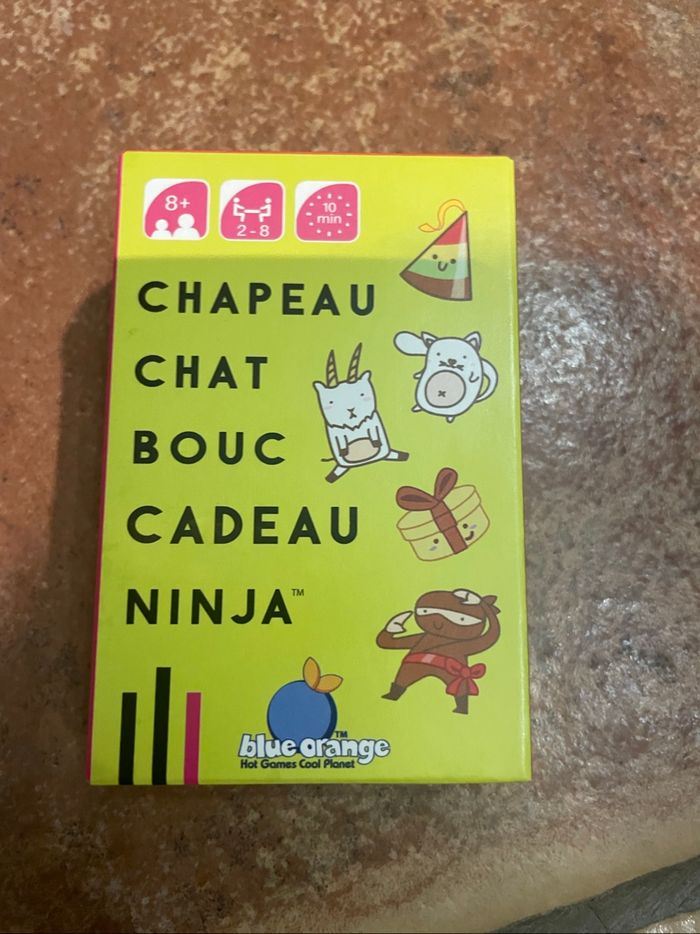 8+
2 - 8
10
min
CHAPEAU
CHAT
BOUC
CADEAU
NINJA™
blue orange™
Hot Games Cool Planet